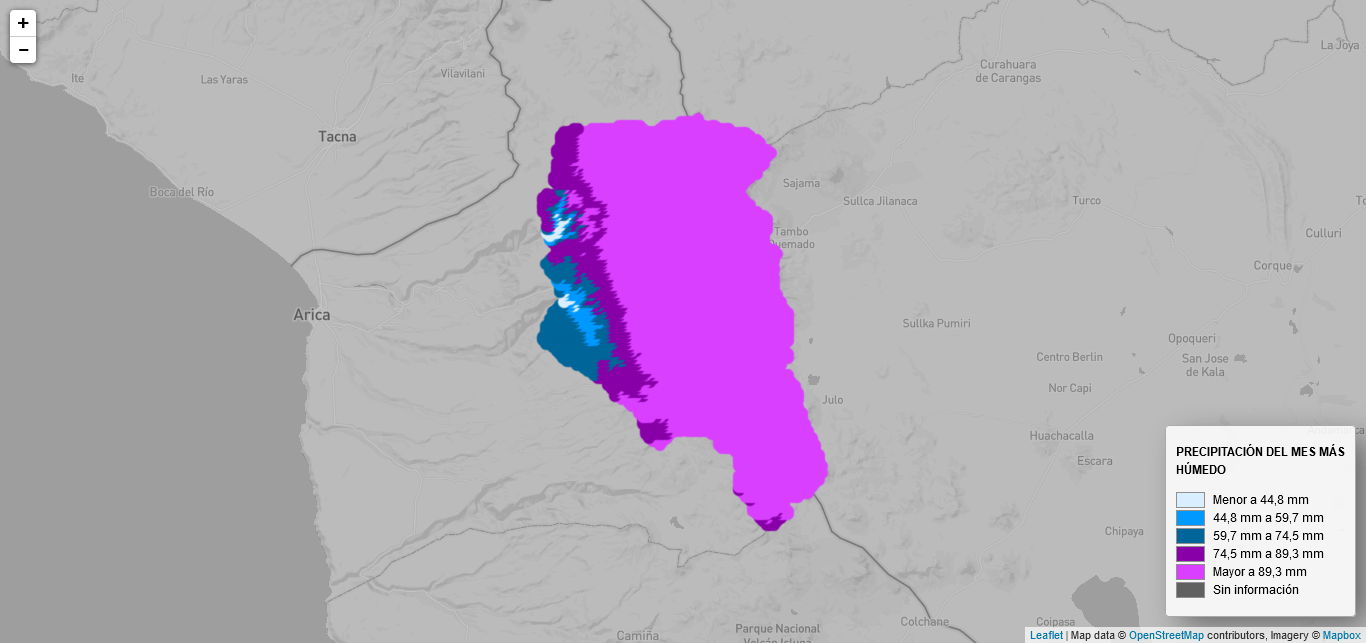 +
−
Ite
Las Yaras
Vilavilani
Curahuara
de Carangas
La Joya
Tacna
Boca del Río
Sajama
Sullca Jilanaca
Turco
Tambo
Quemado
Culluri
Corque
Arica
Sullka Pumiri
Opoqueri
Centro Berlin
San Jose
de Kala
Nor Capi
Julo
Huachacalla
Escara
Chipaya
PRECIPITACIÓN DEL MES MÁS
HÚMEDO
Menor a 44,8 mm
44,8 mm a 59,7 mm
59,7 mm a 74,5 mm
74,5 mm a 89,3 mm
Mayor a 89,3 mm
Sin información
Camiña
Parque Nacional
Volcán Isluga
Colchane
Coipasa
Leaflet | Map data © OpenStreetMap contributors, Imagery © Mapbox